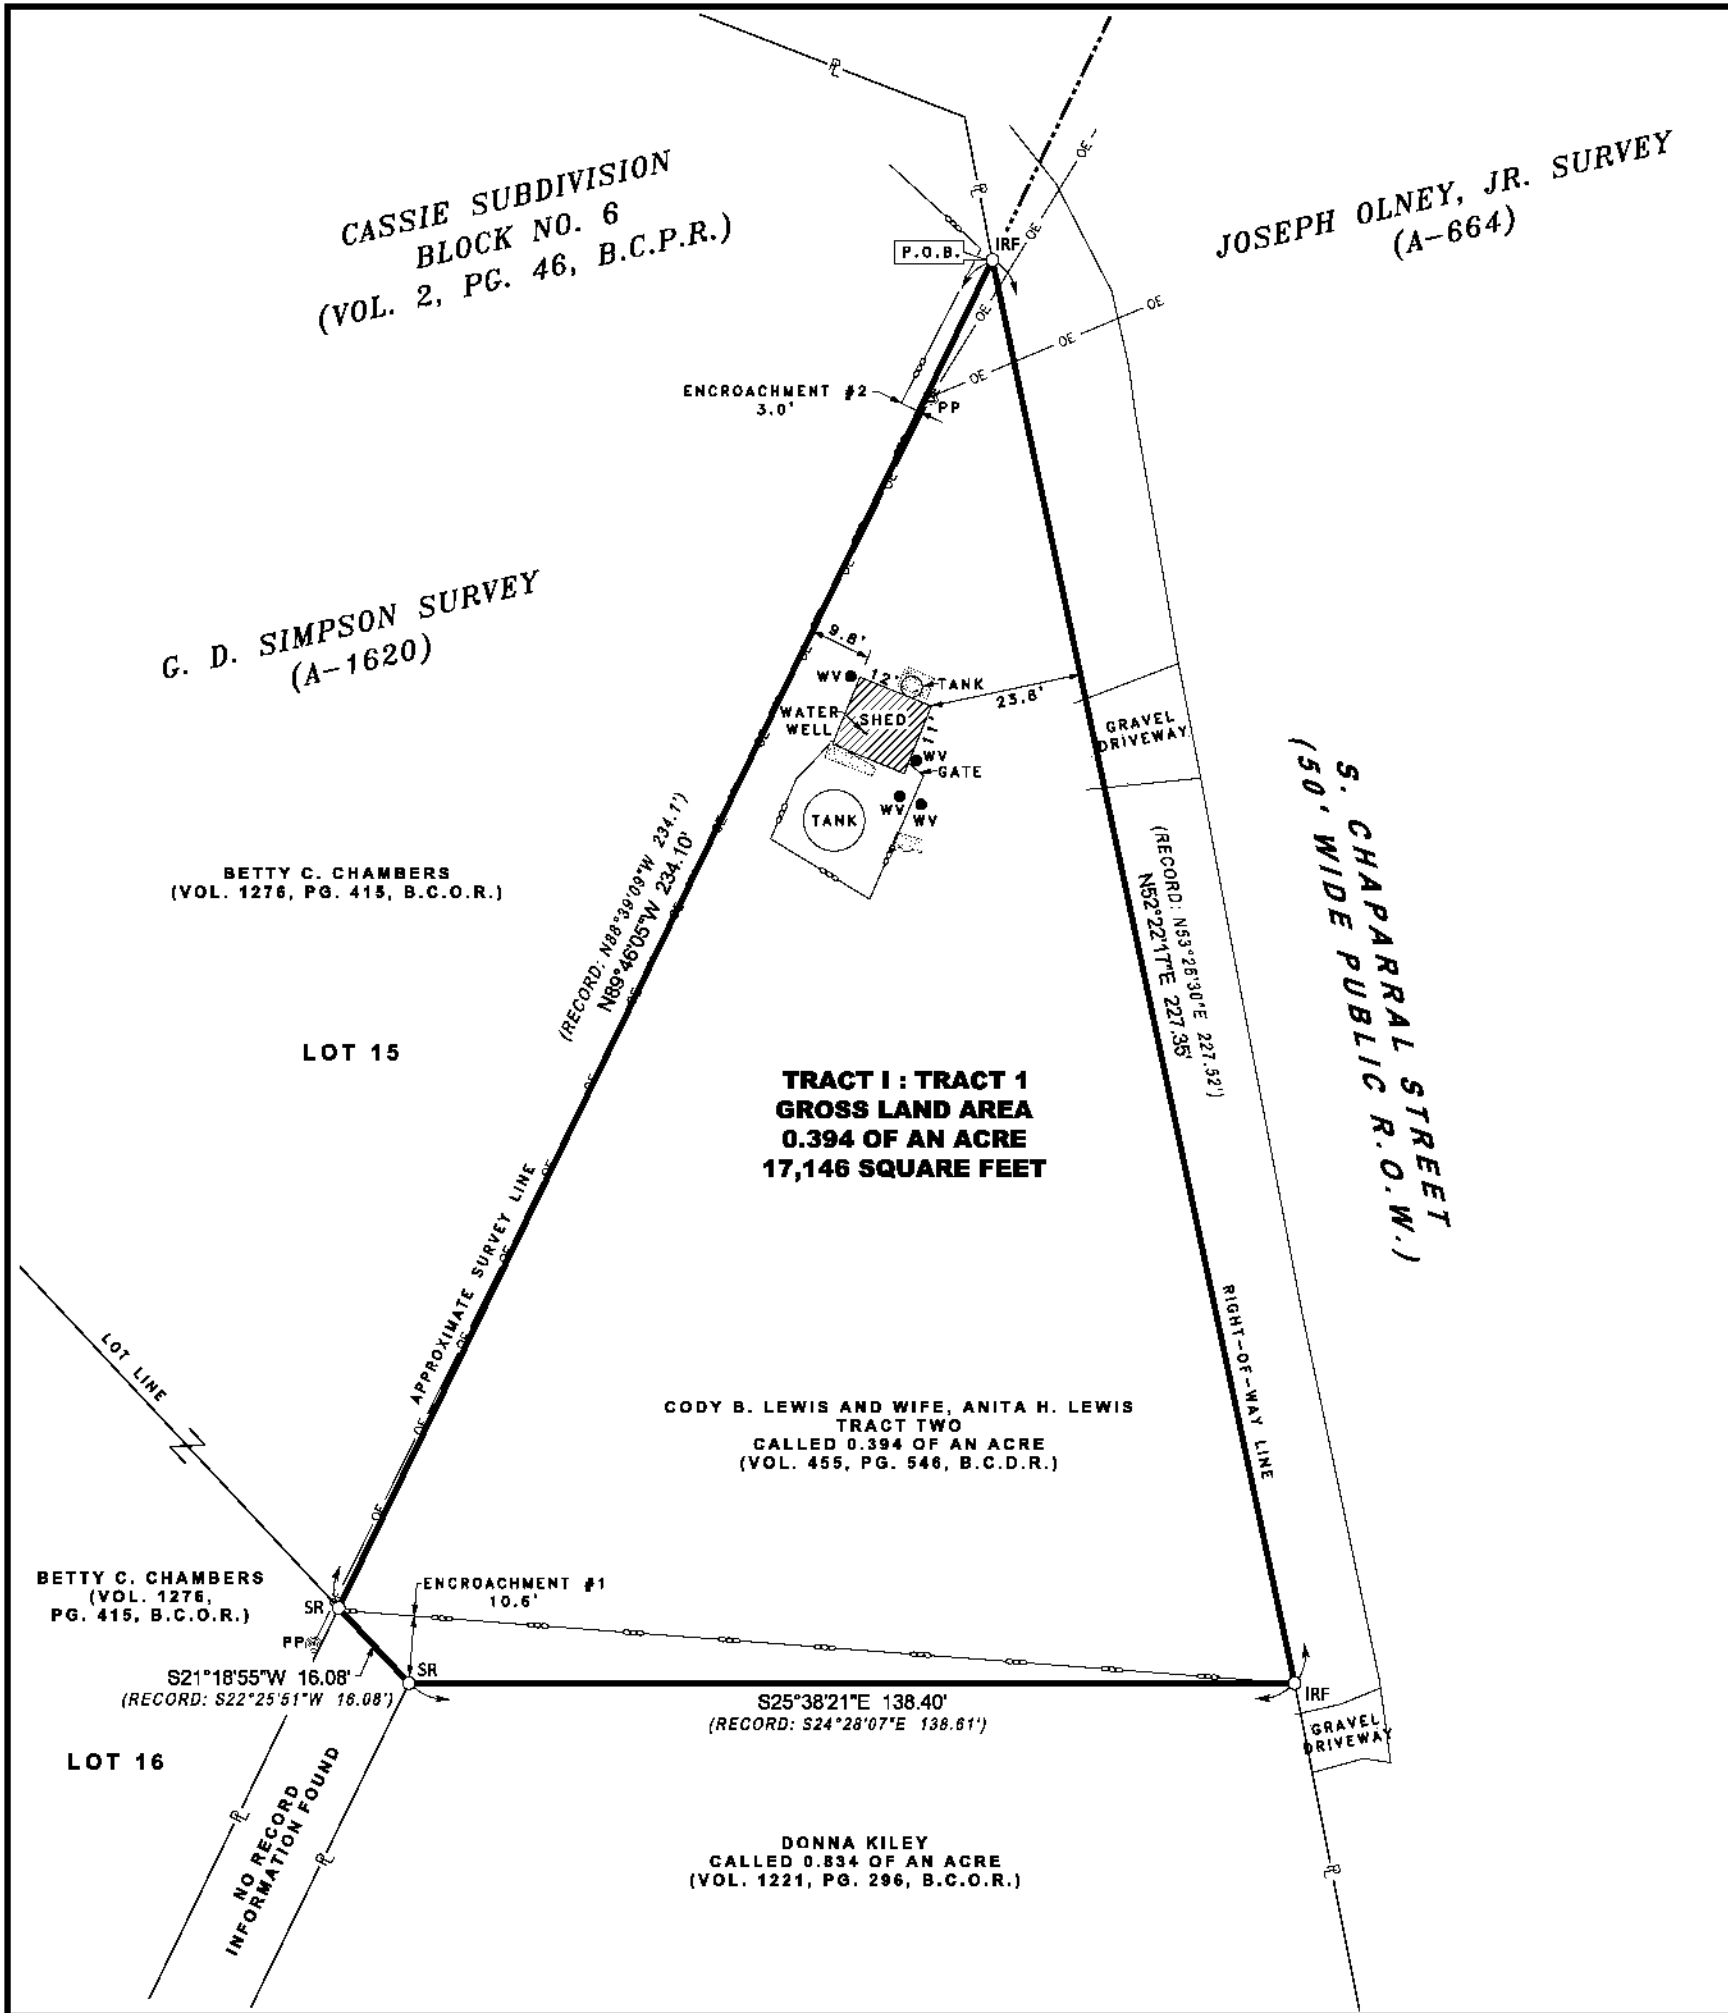 CASSIE SUBDIVISION
BLOCK NO. 6
(VOL. 2, PG. 46, B.C.P.R.)
JOSEPH OLNEY, JR. SURVEY
(A-664)
P.O.B.
IRF
OE
OE
OE
OE
OE
OE
PP
ENCROACHMENT #2
3.0'
G. D. SIMPSON SURVEY
(A-1620)
9.8'
WV
12'
TANK
23.8'
WATER
WELL
SHED
11'
WV
GATE
WV
WV
TANK
GRAVEL
DRIVEWAY
S. CHAPARRAL STREET
(50' WIDE PUBLIC R.O.W.)
(RECORD: N88°39'09"W 234.1')
N89°46'05"W 234.10'
(RECORD: N53°28'30"E 227.52')
N52°22'17"E 227.35'
BETTY C. CHAMBERS
(VOL. 1276, PG. 415, B.C.O.R.)
LOT 15
TRACT I : TRACT 1
GROSS LAND AREA
0.394 OF AN ACRE
17,146 SQUARE FEET
APPROXIMATE SURVEY LINE
RIGHT-OF-WAY LINE
LOT LINE
CODY B. LEWIS AND WIFE, ANITA H. LEWIS
TRACT TWO
CALLED 0.394 OF AN ACRE
(VOL. 455, PG. 546, B.C.D.R.)
BETTY C. CHAMBERS
(VOL. 1276,
PG. 415, B.C.O.R.)
SR
PP
ENCROACHMENT #1
10.6'
SR
S21°18'55"W 16.08'
(RECORD: S22°25'51"W 16.08')
S25°38'21"E 138.40'
(RECORD: S24°28'07"E 138.61')
IRF
GRAVEL
DRIVEWAY
LOT 16
NO RECORD
INFORMATION FOUND
DONNA KILEY
CALLED 0.834 OF AN ACRE
(VOL. 1221, PG. 296, B.C.O.R.)